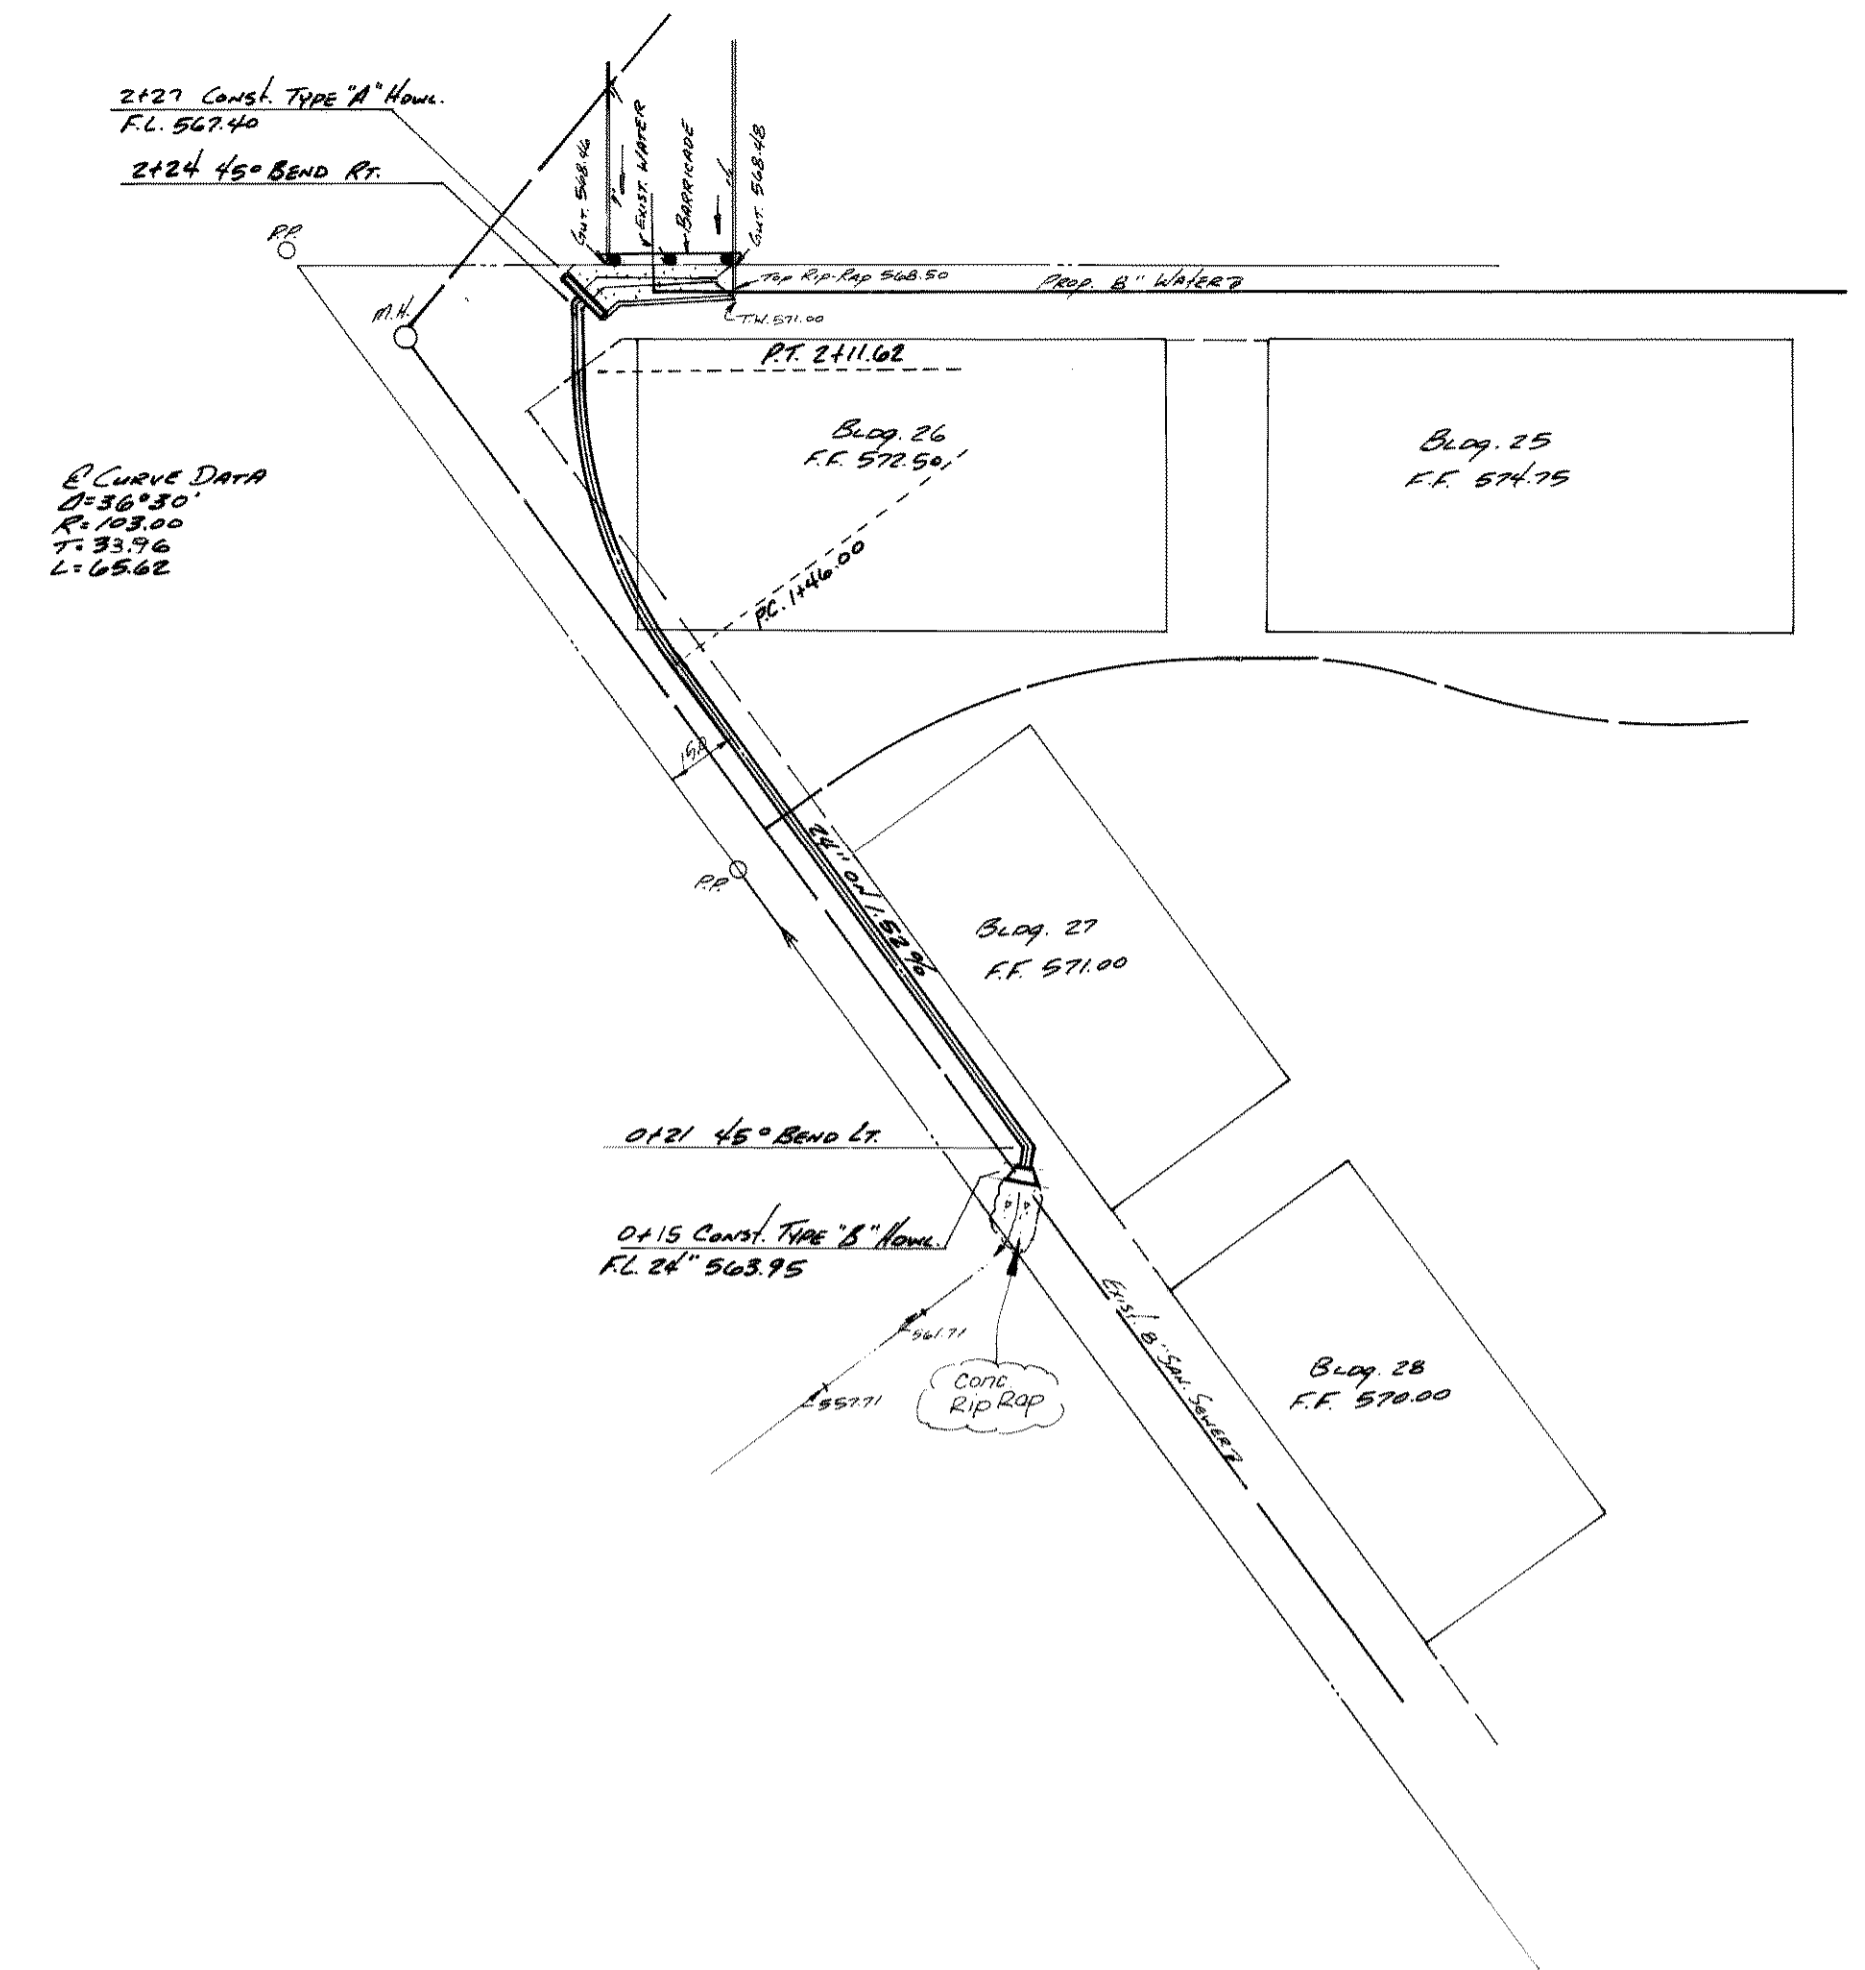 2+27 Const. Type "A" Howl.
F.L. 567.40
2+24 45° Bend Rt.
P.P.
M.H.
Gut. 568.46
Exist. Water
Barricade
Gut. 568.48
Top Rip-Rap 568.50
Prop. 8" Water
T.W. 571.00
P.T. 2+11.62
Bldg. 26
F.F. 572.50
Bldg. 25
F.F. 574.75
℄ Curve Data
Δ=36°30'
R=103.00
T=33.96
L=65.62
P.C. 1+46.00
15.0
24" on 1.52%
P.P.
Bldg. 27
F.F. 571.00
0+21 45° Bend Lt.
0+15 Const. Type "B" Howl.
F.L. 24" 563.95
561.71
557.71
Conc.
Rip Rap
Exist. 8" San. Sewer
Bldg. 28
F.F. 570.00